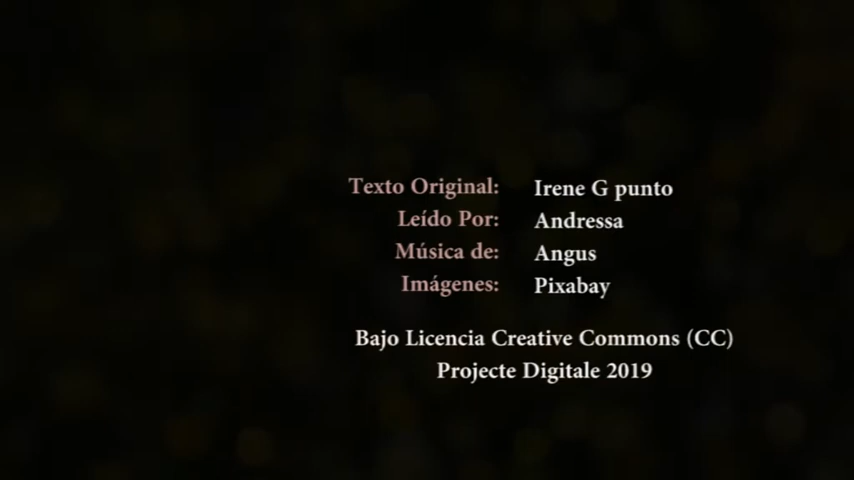 Texto Original: Irene G punto
Leído Por: Andressa
Música de: Angus
Imágenes: Pixabay
Bajo Licencia Creative Commons (CC)
Projecte Digitale 2019